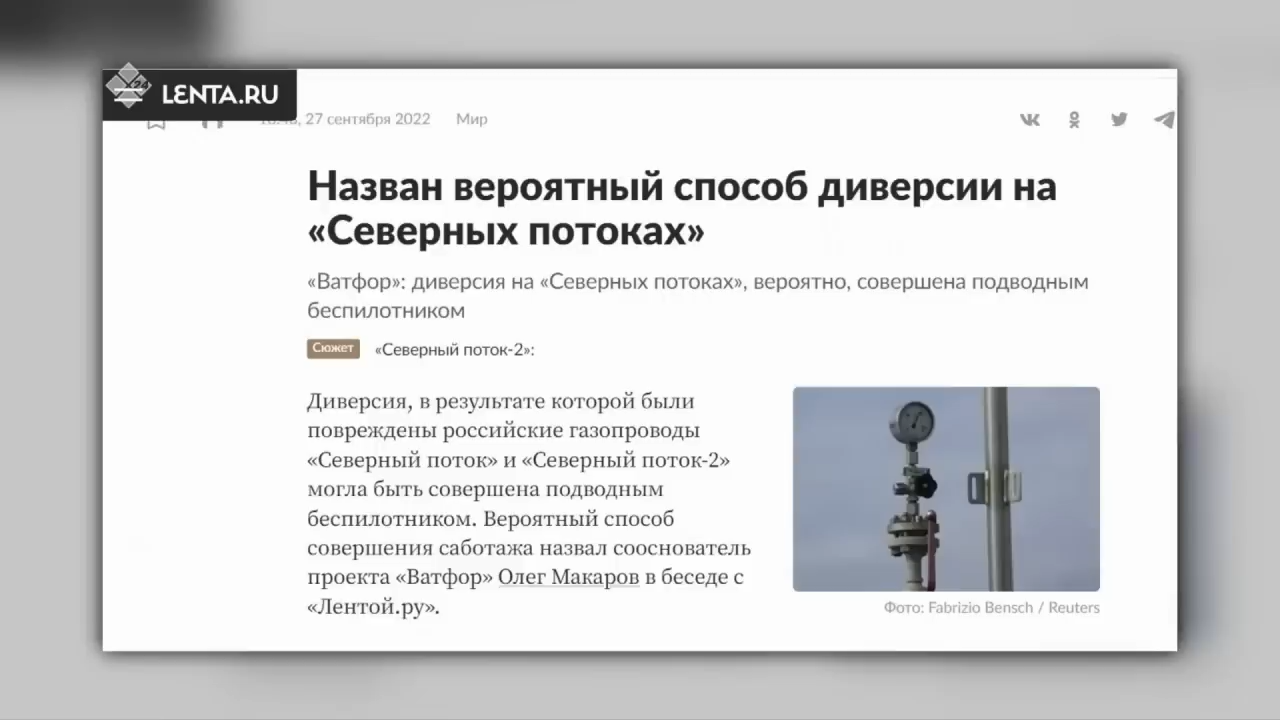 LENTA.RU
27 сентября 2022 Мир
Назван вероятный способ диверсии на
«Северных потоках»
«Ватфор»: диверсия на «Северных потоках», вероятно, совершена подводным
беспилотником
Сюжет «Северный поток-2»:
Диверсия, в результате которой были
повреждены российские газопроводы
«Северный поток» и «Северный поток-2»
могла быть совершена подводным
беспилотником. Вероятный способ
совершения саботажа назвал сооснователь
проекта «Ватфор» Олег Макаров в беседе с
«Лентой.ру».
Фото: Fabrizio Bensch / Reuters